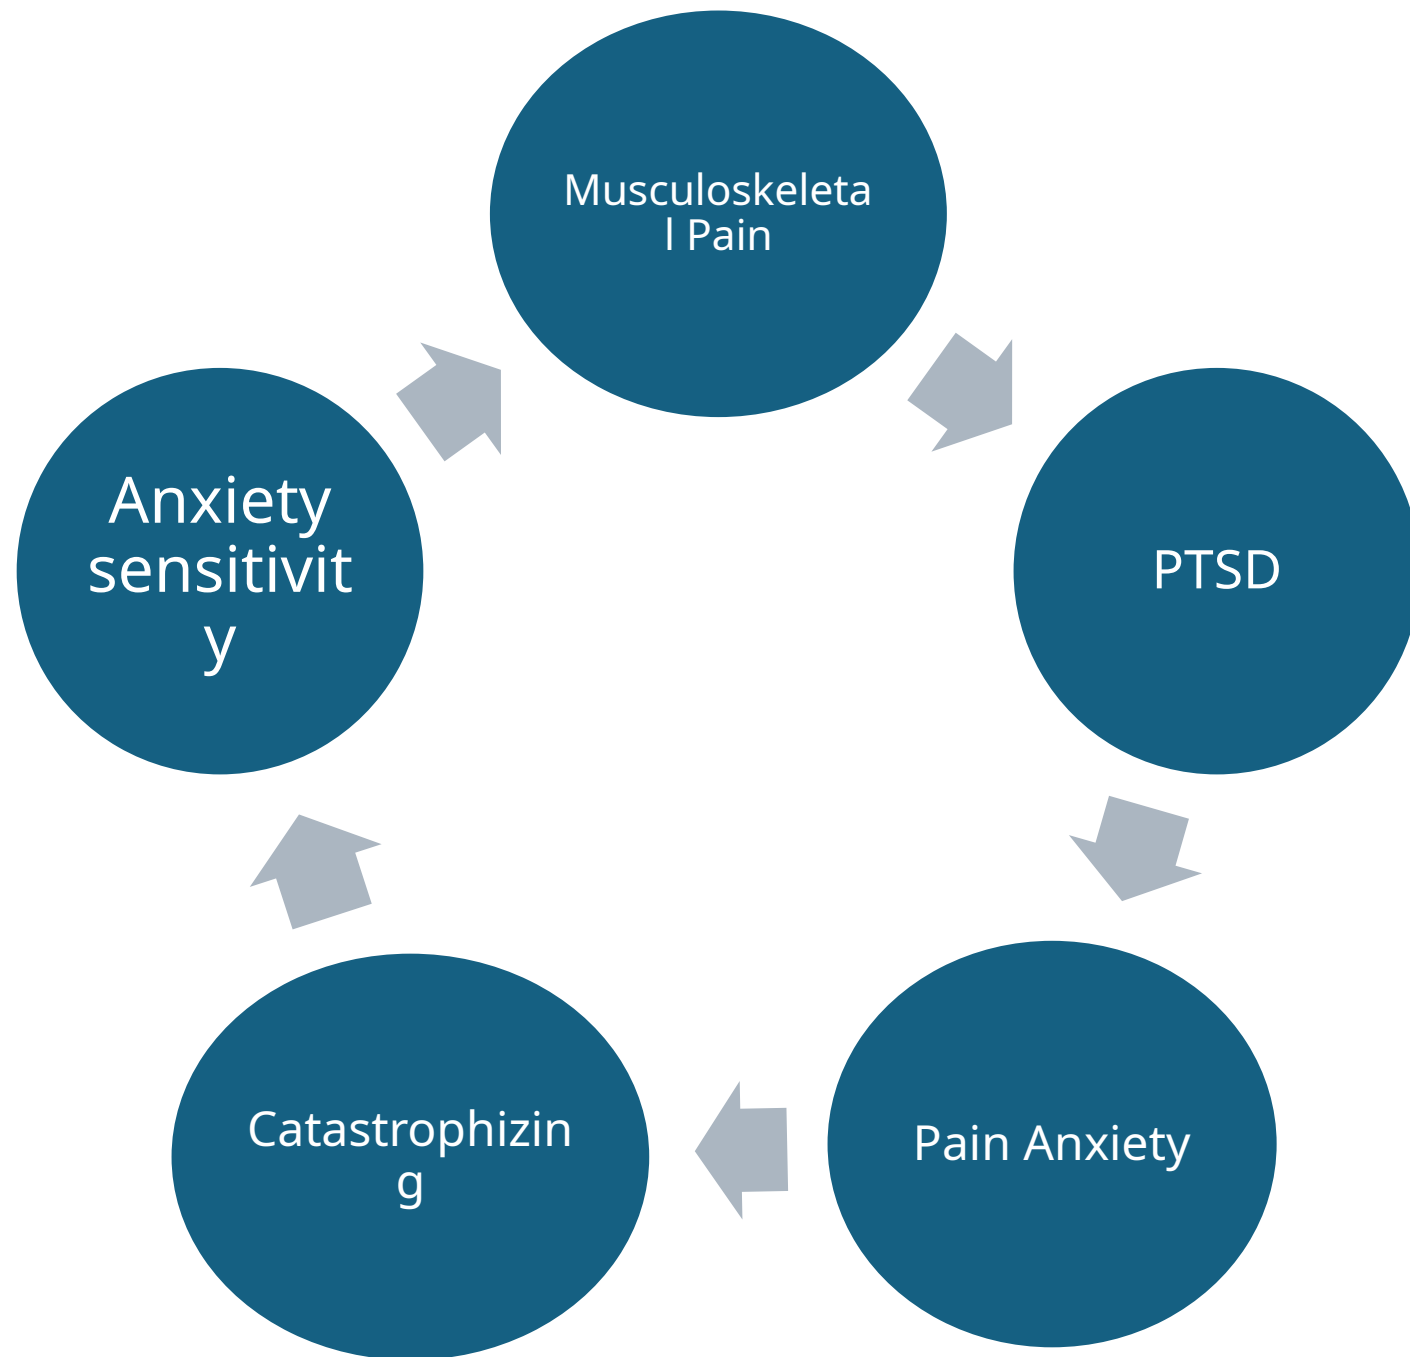 Musculoskeleta
l Pain
PTSD
Pain Anxiety
Catastrophizin
g
Anxiety
sensitivit
y